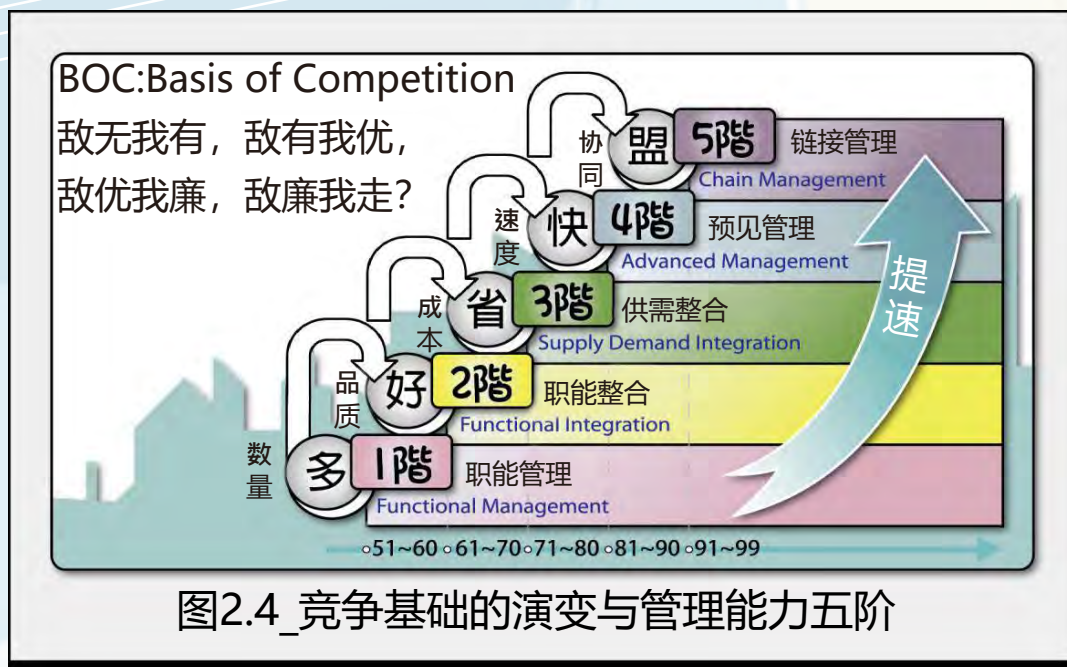 BOC:Basis of Competition
敌无我有，敌有我优，
敌优我廉，敌廉我走？
协同
盟
5階
链接管理
Chain Management
速度
快
4階
预见管理
Advanced Management
提速
成本
省
3階
供需整合
Supply Demand Integration
品质
好
2階
职能整合
Functional Integration
数量
多
1階
职能管理
Functional Management
51~60 61~70 71~80 81~90 91~99
图2.4_竞争基础的演变与管理能力五阶